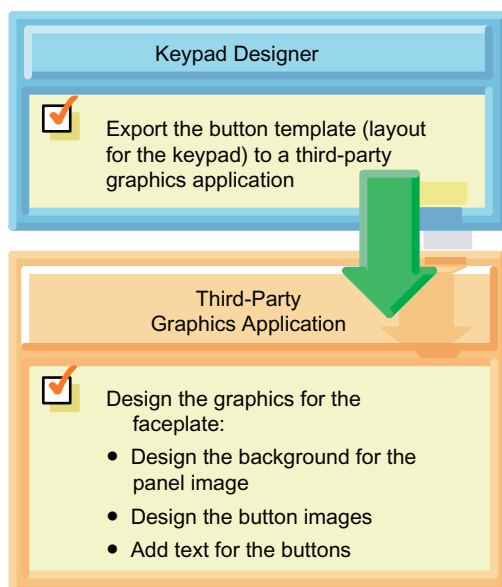 Keypad Designer
Export the button template (layout
for the keypad) to a third-party
graphics application
Third-Party
Graphics Application
Design the graphics for the
faceplate:
• Design the background for the
panel image
• Design the button images
• Add text for the buttons